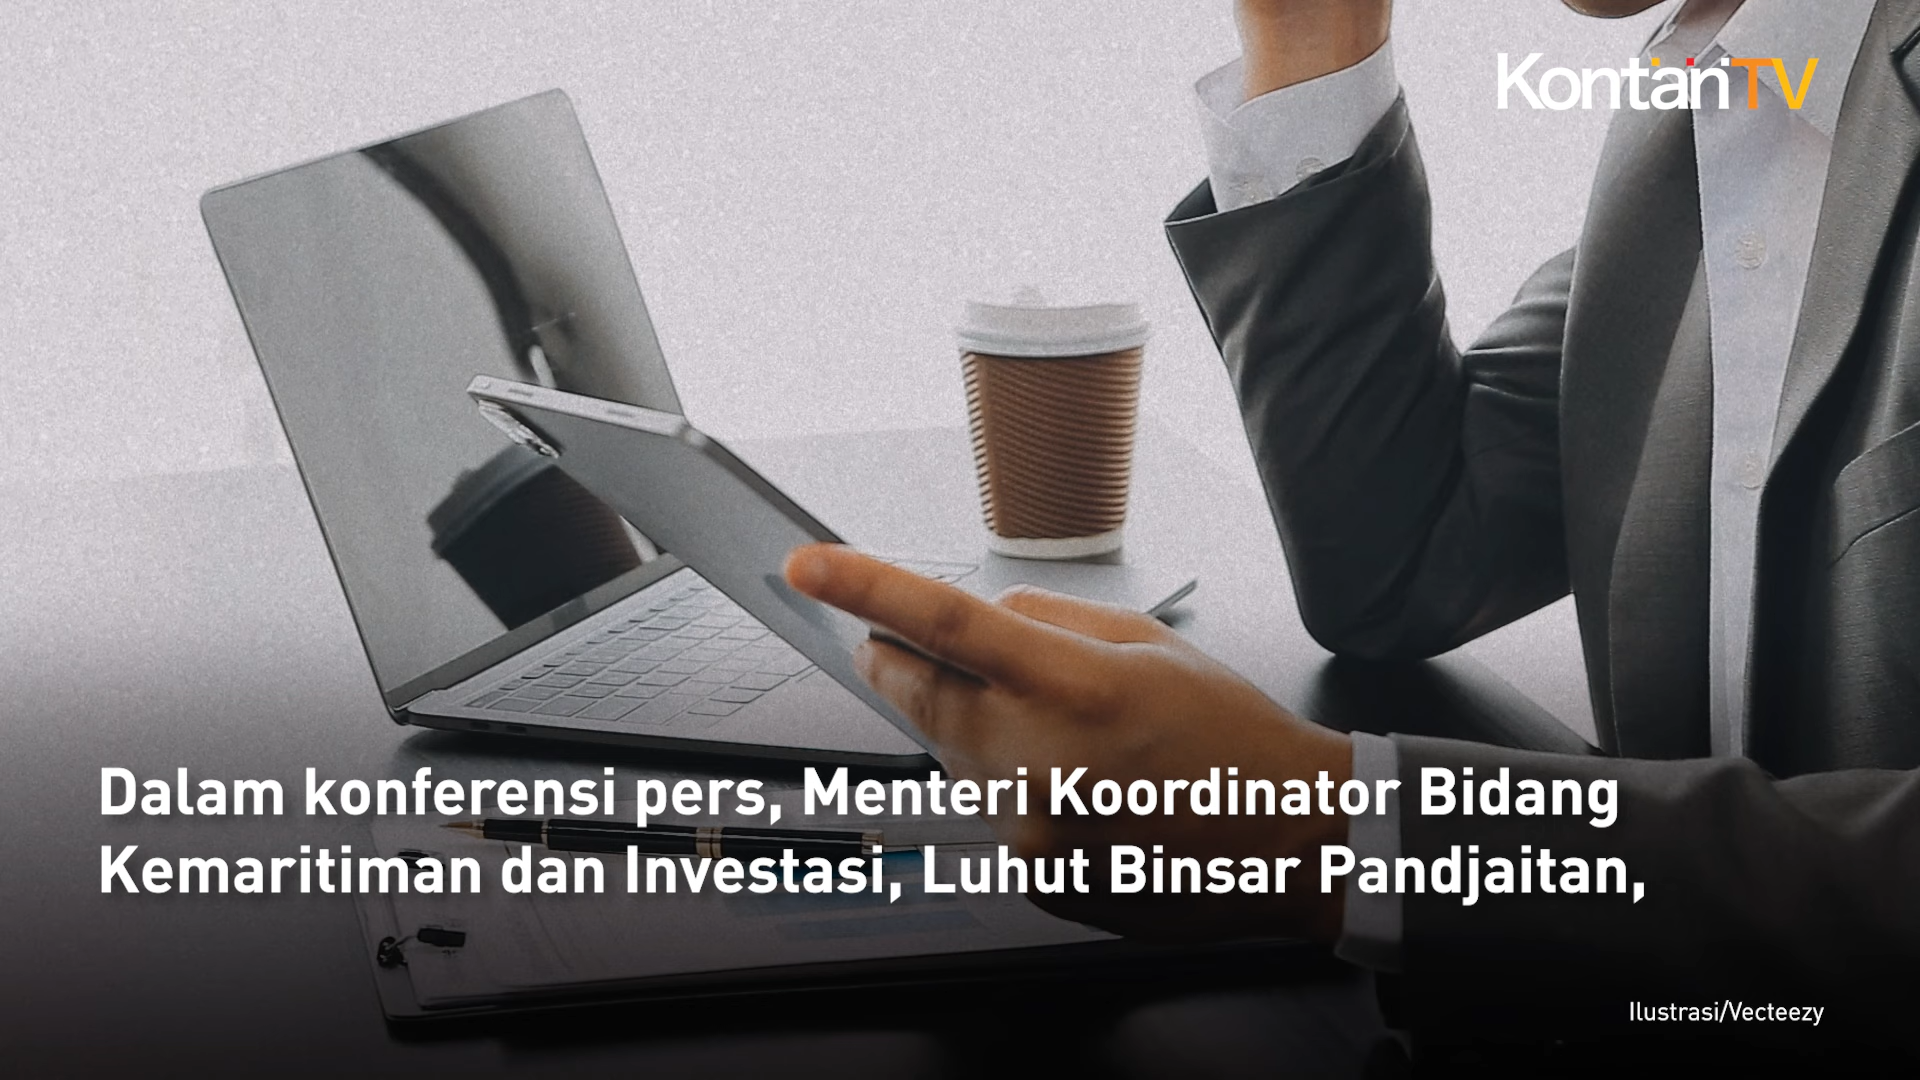 KontanTV
Dalam konferensi pers, Menteri Koordinator Bidang
Kemaritiman dan Investasi, Luhut Binsar Pandjaitan,
Ilustrasi/Vecteezy